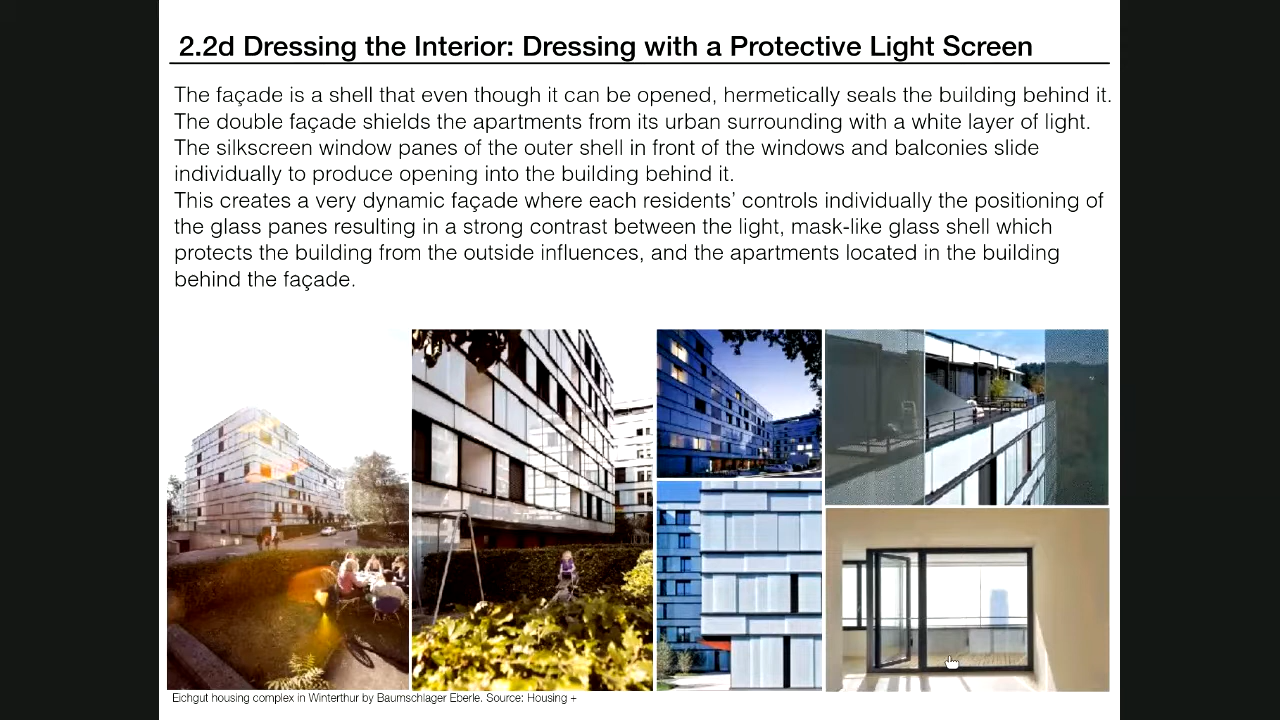 2.2d Dressing the Interior: Dressing with a Protective Light Screen
The façade is a shell that even though it can be opened, hermetically seals the building behind it.
The double façade shields the apartments from its urban surrounding with a white layer of light.
The silkscreen window panes of the outer shell in front of the windows and balconies slide
individually to produce opening into the building behind it.
This creates a very dynamic façade where each residents’ controls individually the positioning of
the glass panes resulting in a strong contrast between the light, mask-like glass shell which
protects the building from the outside influences, and the apartments located in the building
behind the façade.
Eichgut housing complex in Winterthur by Baumschlager Eberle. Source: Housing +